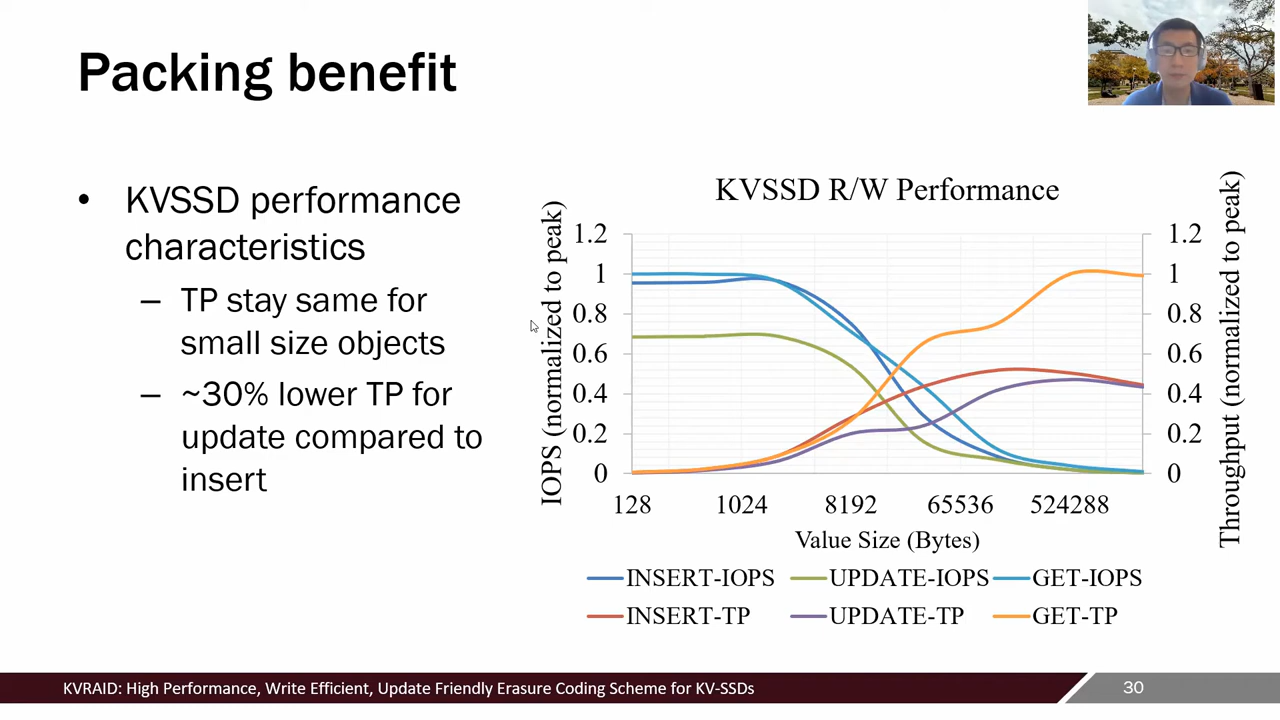 Packing benefit
• KVSSD performance
characteristics
– TP stay same for
small size objects
– ~30% lower TP for
update compared to
insert
KVSSD R/W Performance
IOPS (normalized to peak)
1.2
1
0.8
0.6
0.4
0.2
0
1.2
1
0.8
0.6
0.4
0.2
0
Throughput (normalized to peak)
128 1024 8192 65536 524288
Value Size (Bytes)
INSERT-IOPS UPDATE-IOPS GET-IOPS
INSERT-TP UPDATE-TP GET-TP
KVRAID: High Performance, Write Efficient, Update Friendly Erasure Coding Scheme for KV-SSDs
30